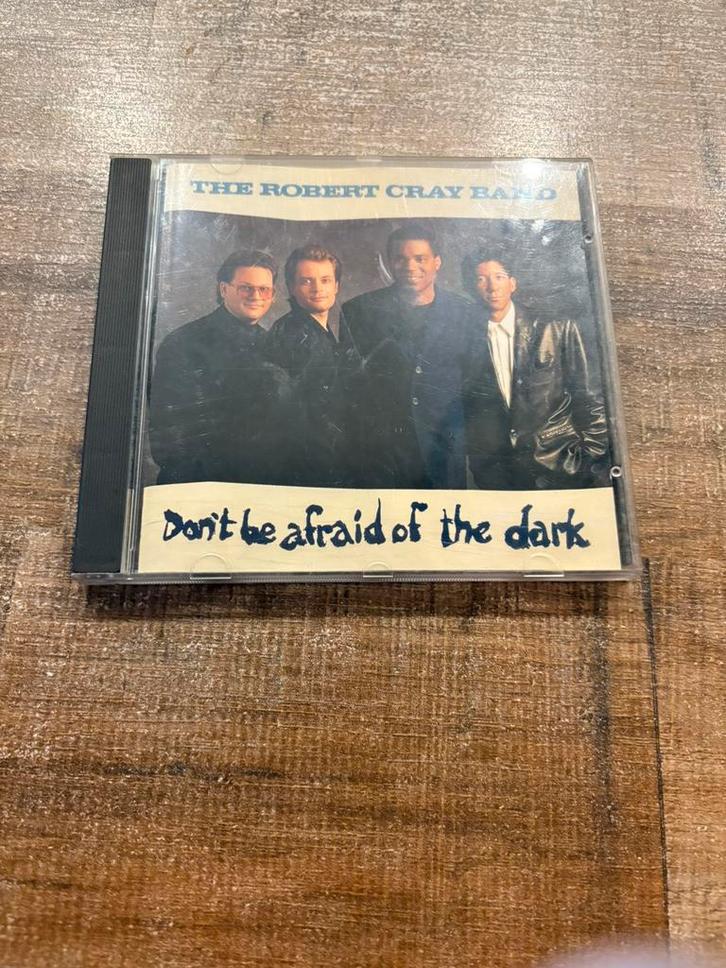 THE ROBERT CRAY BAND
Don't be afraid of the dark